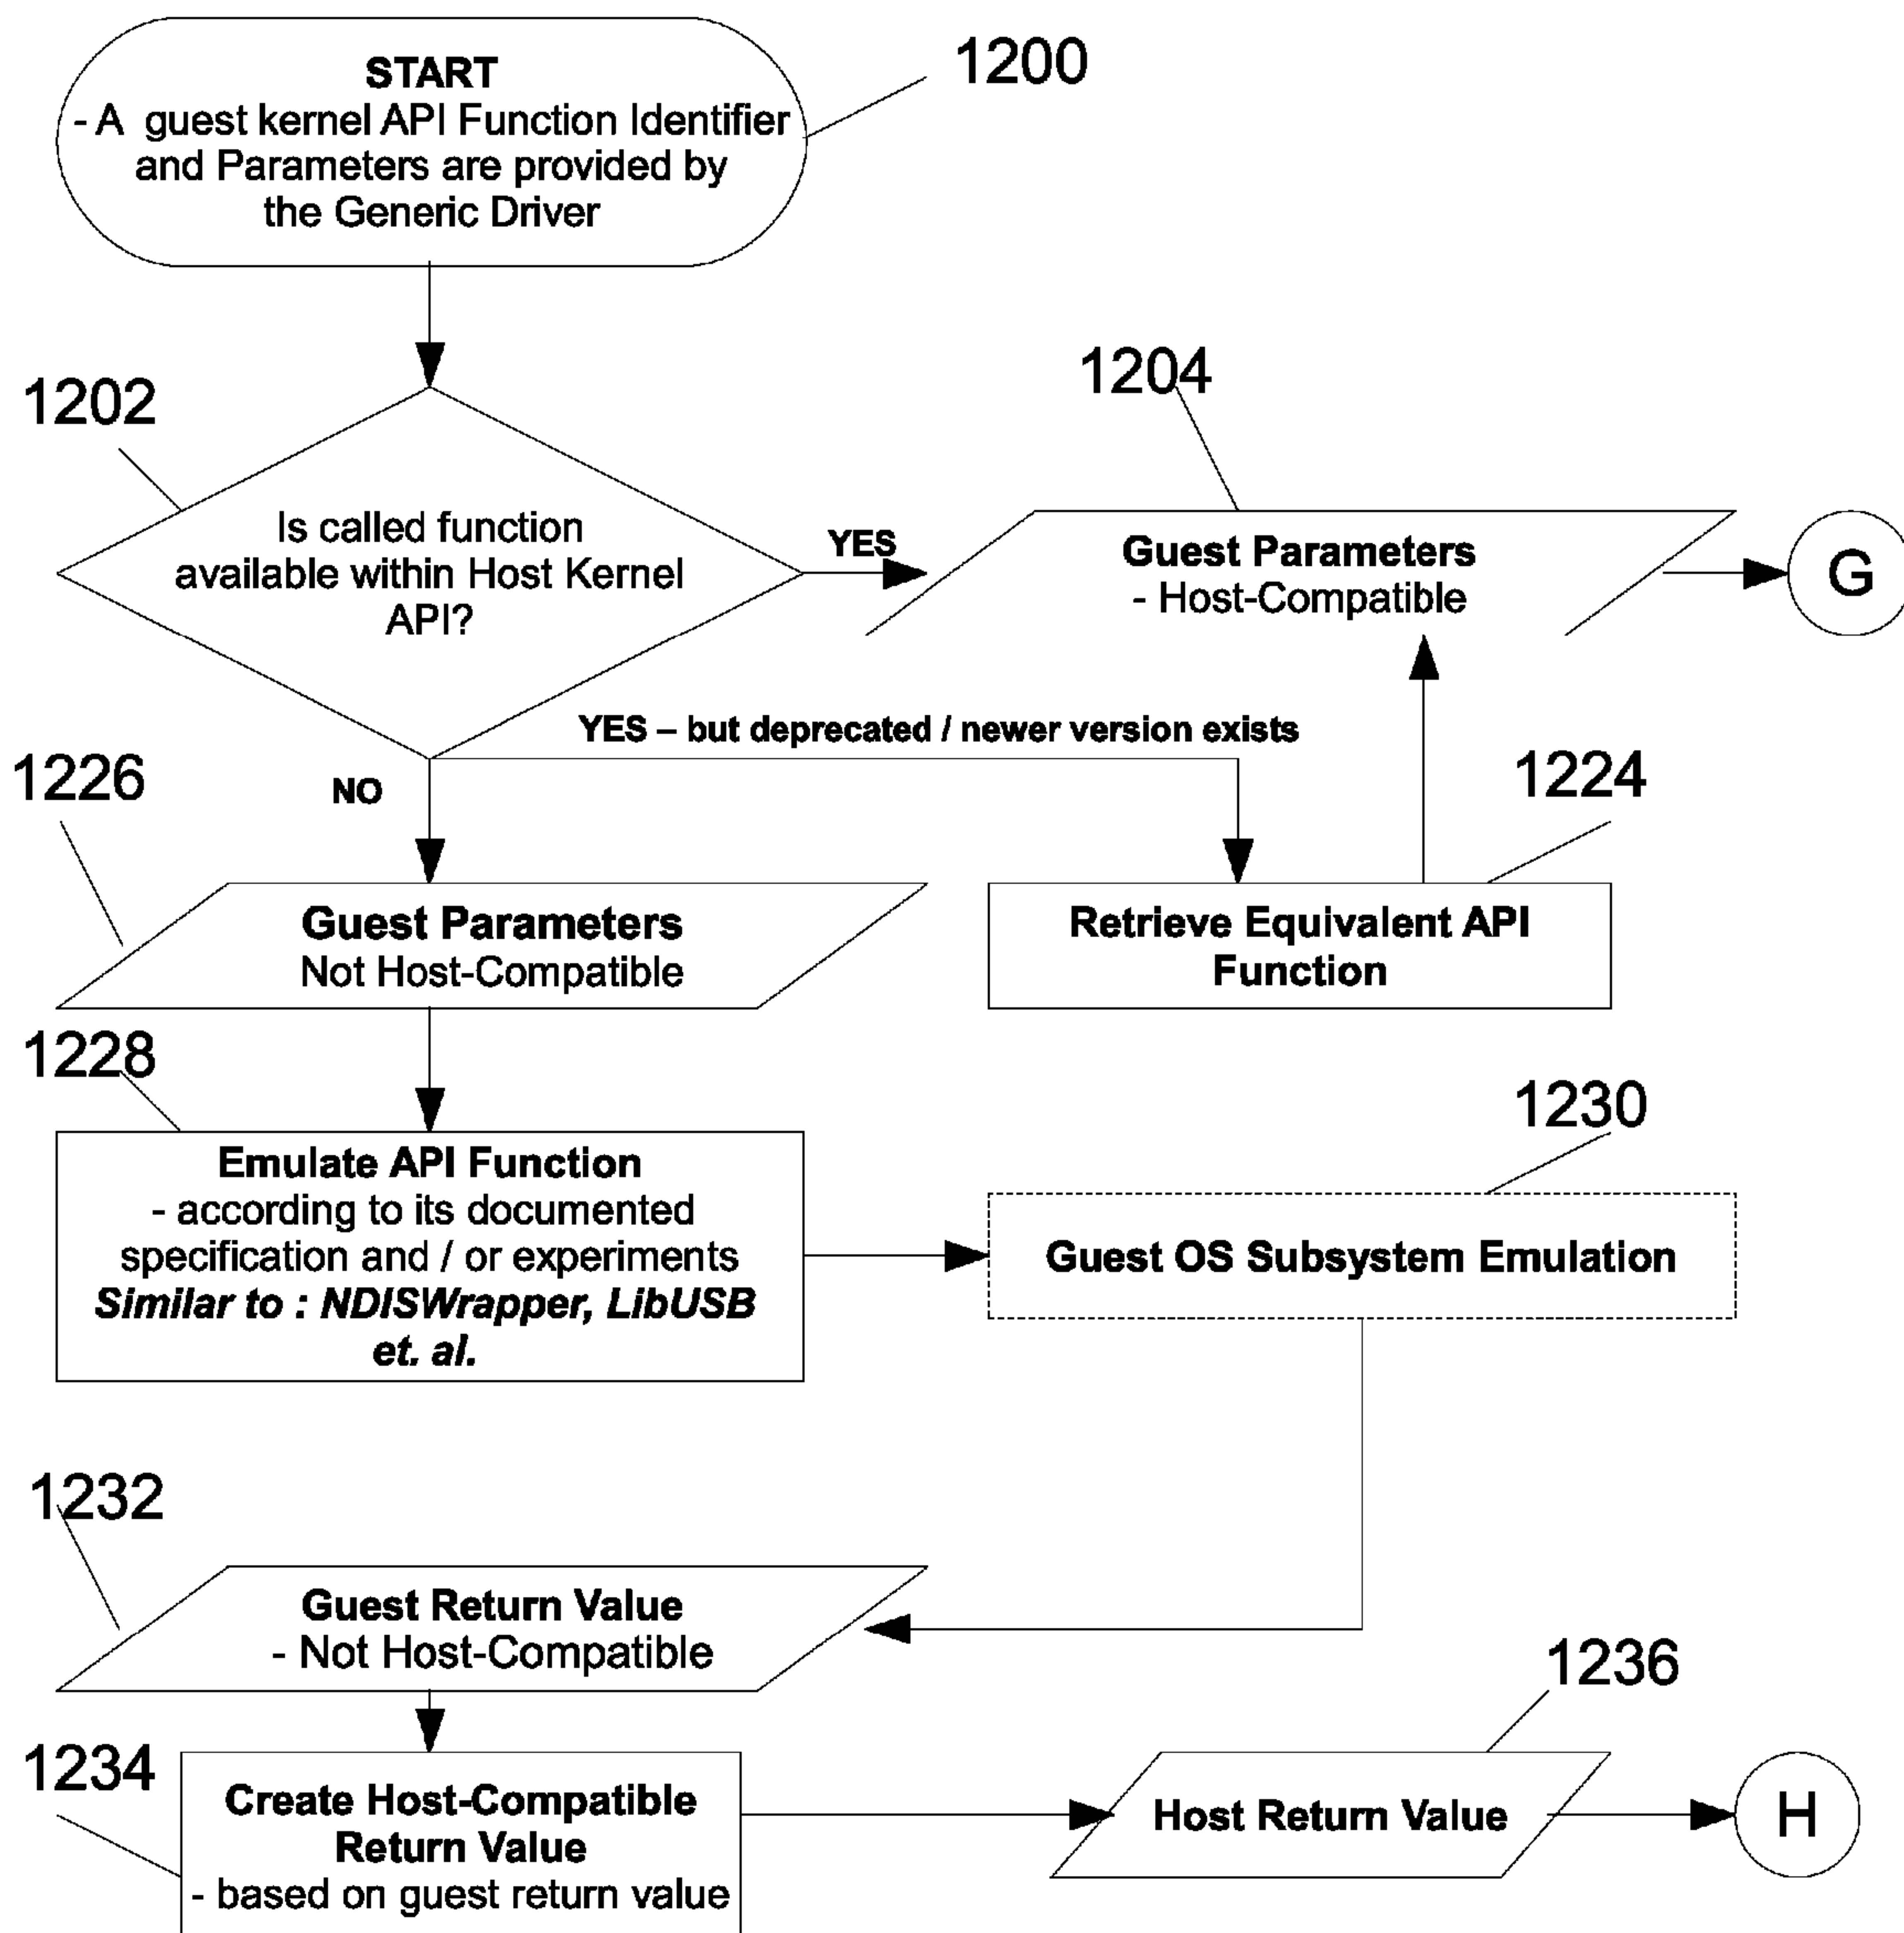 START
- A guest kernel API Function Identifier
and Parameters are provided by
the Generic Driver
1200
1202
Is called function
available within Host Kernel
API?
YES
1204
Guest Parameters
- Host-Compatible
G
YES – but deprecated / newer version exists
NO
1226
1224
Guest Parameters
Not Host-Compatible
Retrieve Equivalent API
Function
1228
Emulate API Function
- according to its documented
specification and / or experiments
Similar to : NDISWrapper, LibUSB
et. al.
1230
Guest OS Subsystem Emulation
1232
Guest Return Value
- Not Host-Compatible
1234
Create Host-Compatible
Return Value
- based on guest return value
1236
Host Return Value
H